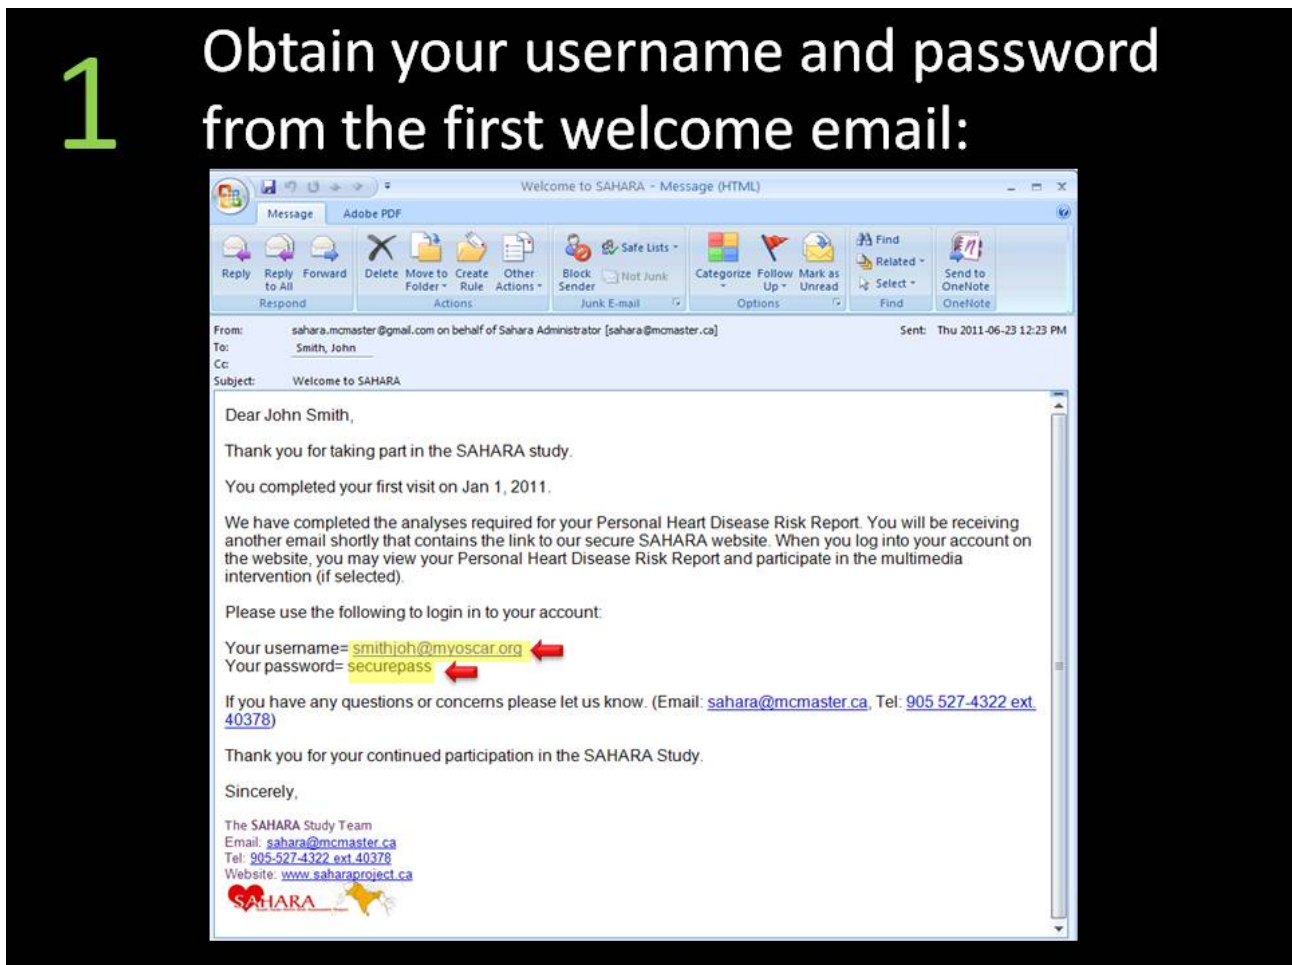 1
Obtain your username and password
from the first welcome email:
Welcome to SAHARA - Message (HTML)
Message Adobe PDF
Reply Reply to All Forward Delete Move to Folder Create Rule Other Actions Block Sender Safe Lists Not Junk Categorize Follow Up Mark as Unread Find Related Select Send to OneNote
Respond Actions Junk E-mail Options Find OneNote
From: sahara.mcmaster@gmail.com on behalf of Sahara Administrator [sahara@mcmaster.ca] Sent: Thu 2011-06-23 12:23 PM
To: Smith, John
Cc:
Subject: Welcome to SAHARA
Dear John Smith,
Thank you for taking part in the SAHARA study.
You completed your first visit on Jan 1, 2011.
We have completed the analyses required for your Personal Heart Disease Risk Report. You will be receiving
another email shortly that contains the link to our secure SAHARA website. When you log into your account on
the website, you may view your Personal Heart Disease Risk Report and participate in the multimedia
intervention (if selected).
Please use the following to login in to your account:
Your username= smithjoh@myoscar.org
Your password= securepass
If you have any questions or concerns please let us know. (Email: sahara@mcmaster.ca, Tel: 905 527-4322 ext.
40378)
Thank you for your continued participation in the SAHARA Study.
Sincerely,
The SAHARA Study Team
Email: sahara@mcmaster.ca
Tel: 905-527-4322 ext 40378
Website: www.saharaproject.ca
SAHARA